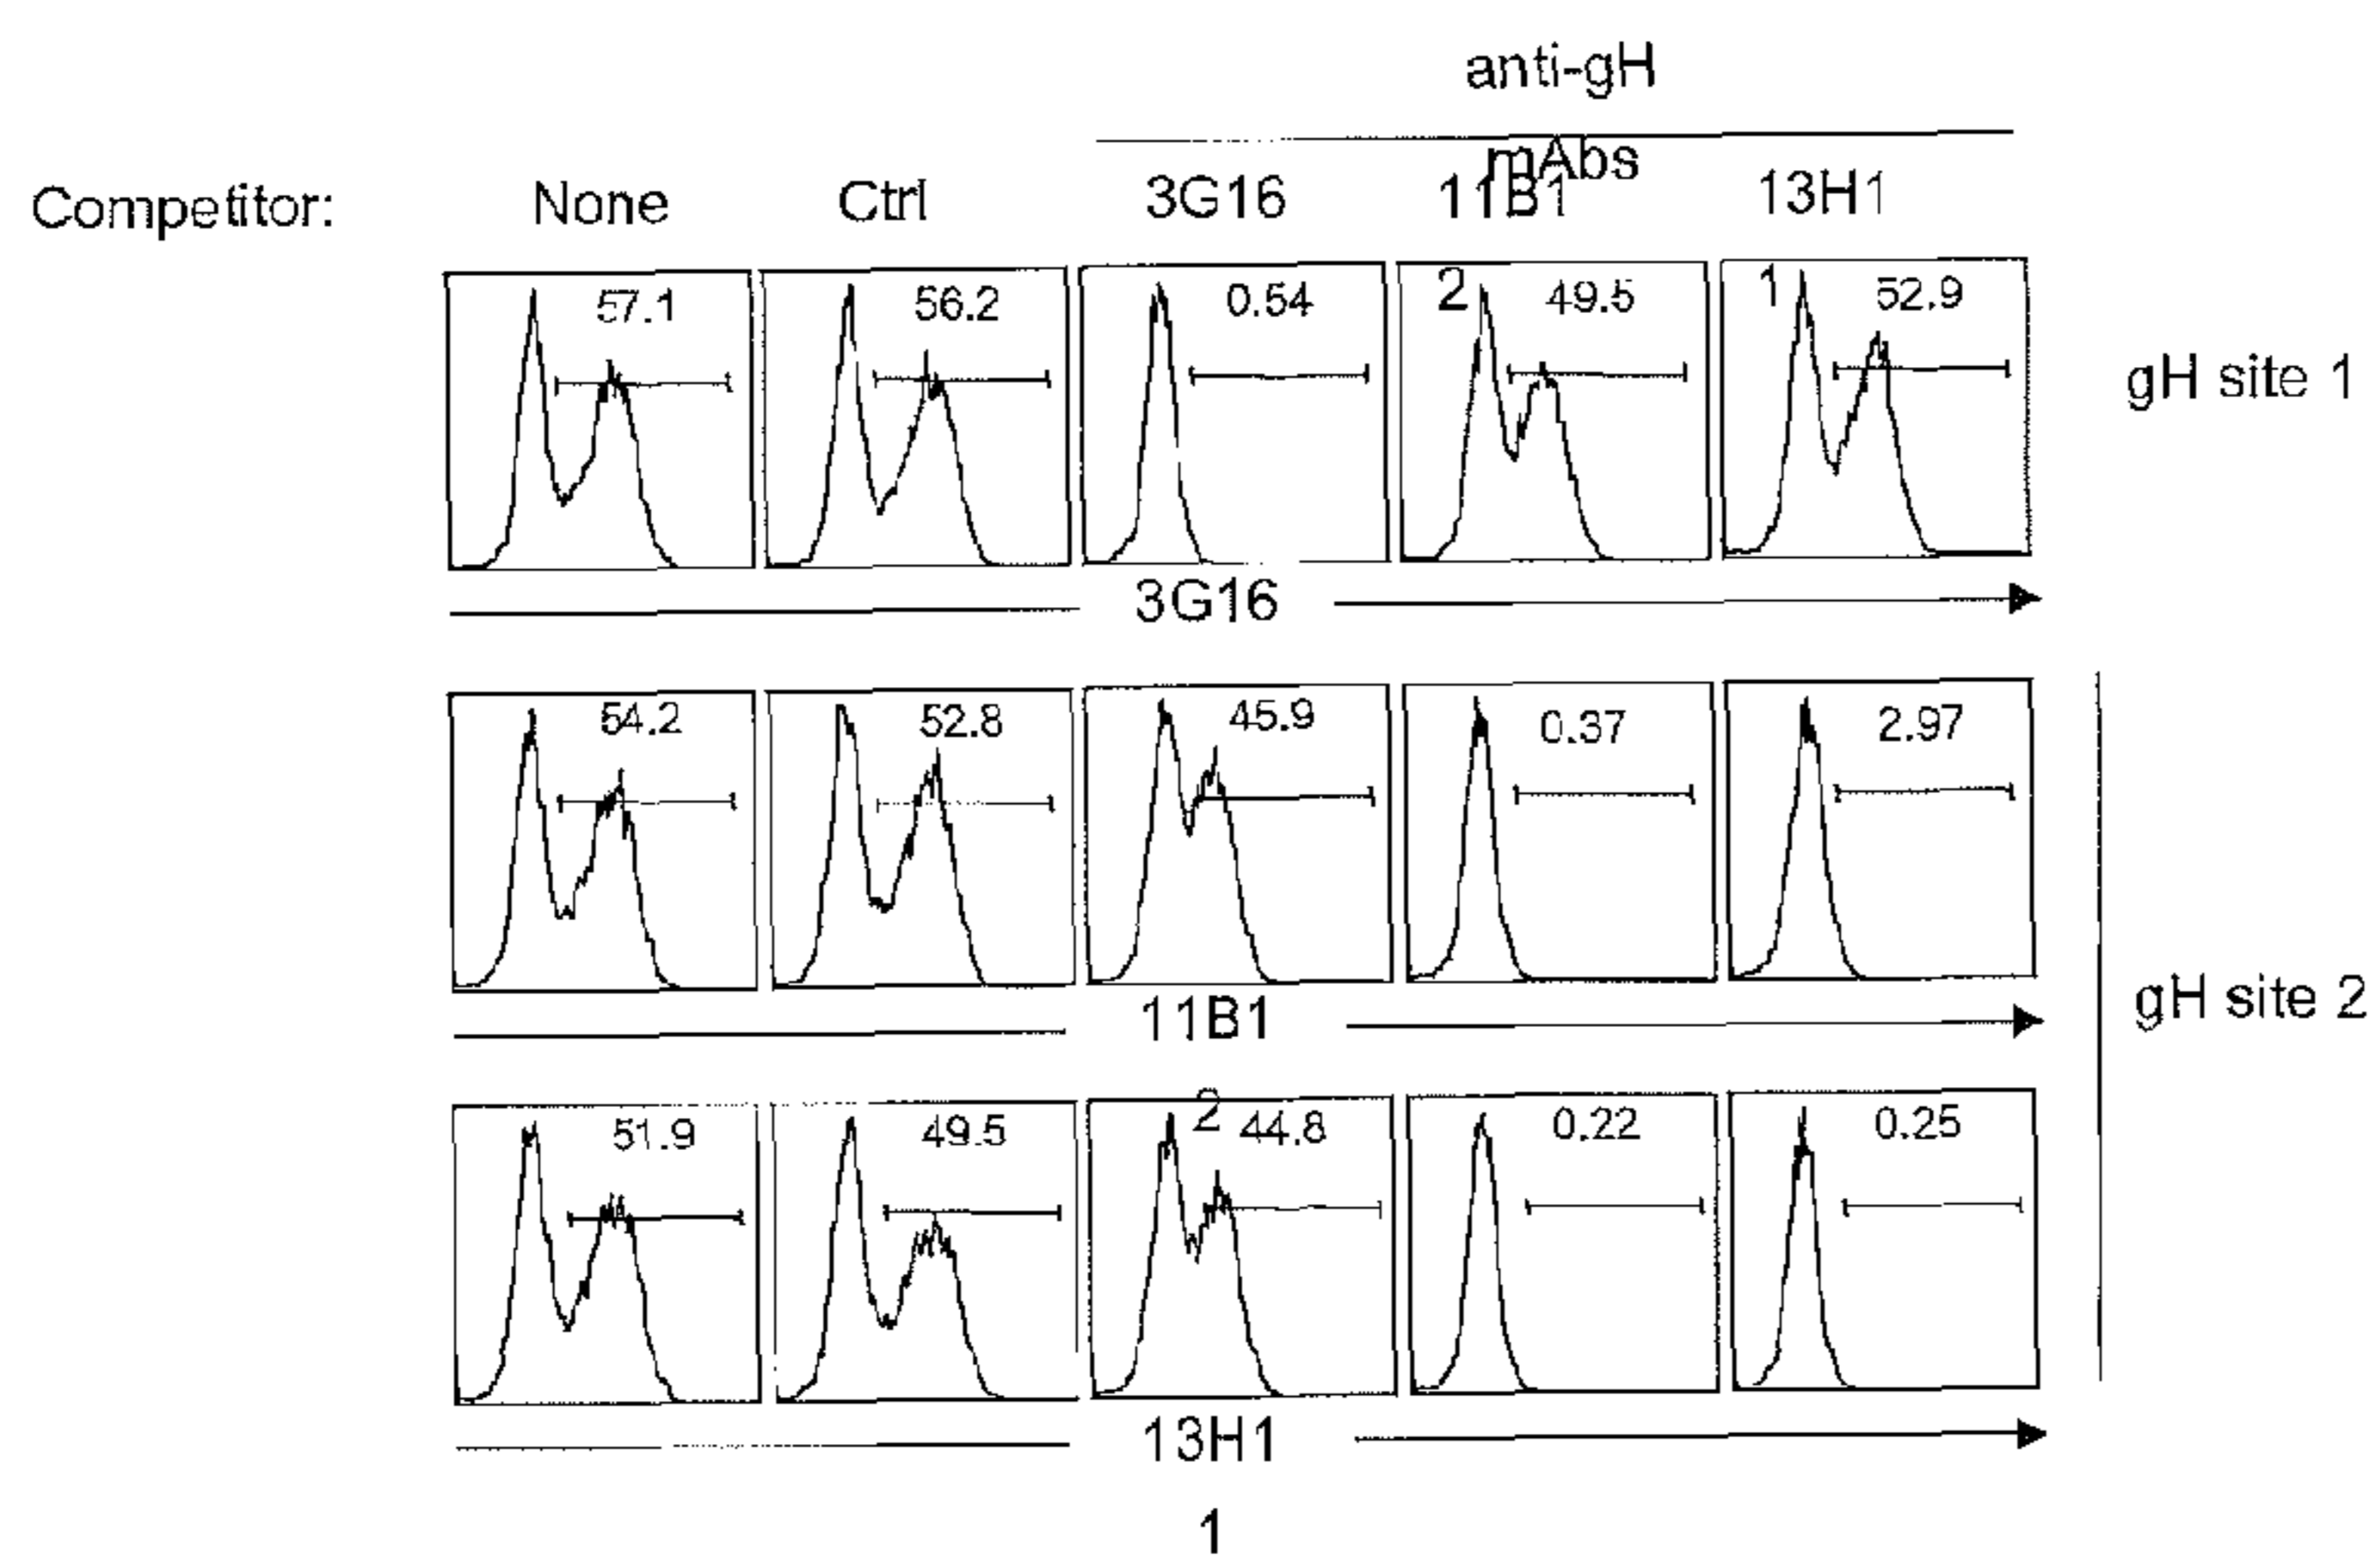 anti-gH
mAbs
Competitor: None Ctrl 3G16 11B1 13H1
57.1 56.2 0.54 2 49.5 1 52.9
gH site 1
3G16
54.2 52.8 45.9 0.37 2.97
gH site 2
11B1
2
51.9 49.5 44.8 0.22 0.25
13H1
1